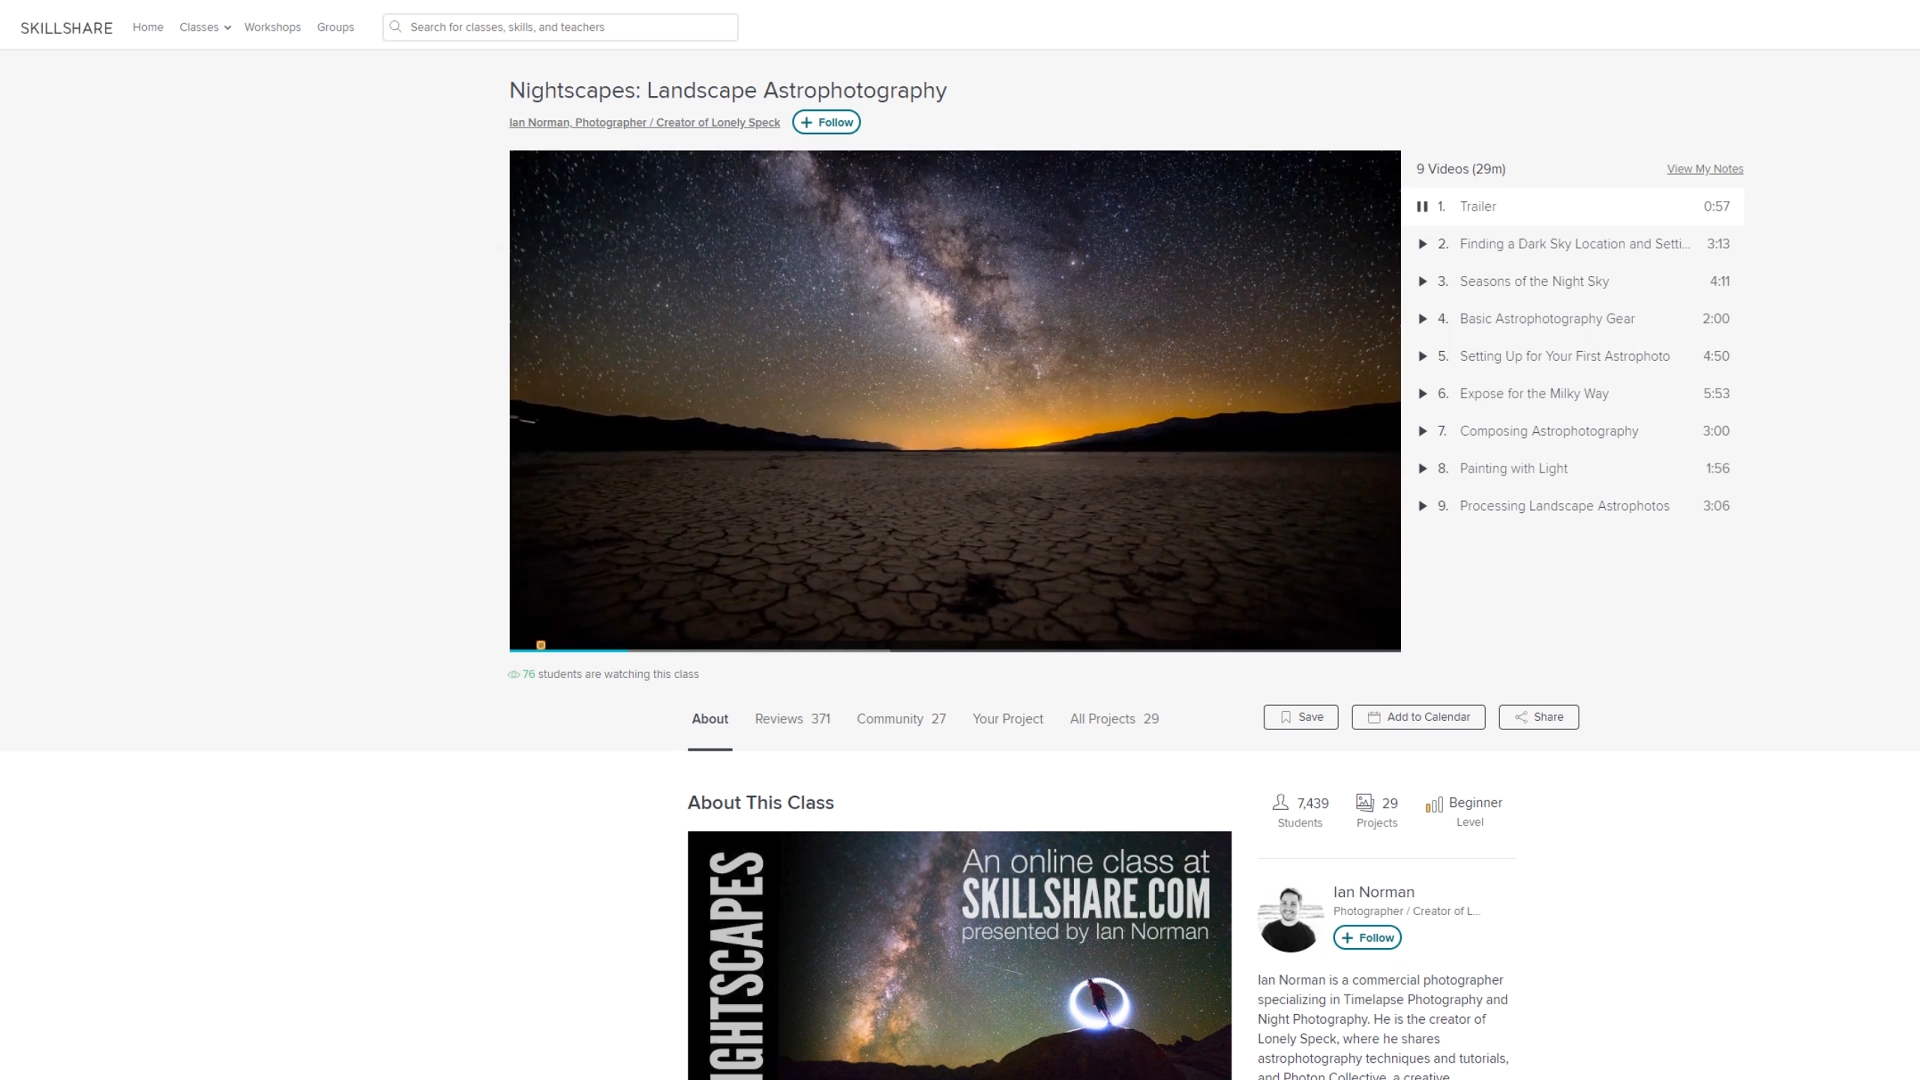 SKILLSHARE
Home
Classes
Workshops
Groups
Search for classes, skills, and teachers
Nightscapes: Landscape Astrophotography
Ian Norman, Photographer / Creator of Lonely Speck
Follow
9 Videos (29m)
View My Notes
1. Trailer 0:57
2. Finding a Dark Sky Location and Setti... 3:13
3. Seasons of the Night Sky 4:11
4. Basic Astrophotography Gear 2:00
5. Setting Up for Your First Astrophoto 4:50
6. Expose for the Milky Way 5:53
7. Composing Astrophotography 3:00
8. Painting with Light 1:56
9. Processing Landscape Astrophotos 3:06
76 students are watching this class
About
Reviews 371
Community 27
Your Project
All Projects 29
Save
Add to Calendar
Share
About This Class
NIGHTSCAPES
An online class at
SKILLSHARE.COM
presented by Ian Norman
7,439
Students
29
Projects
Beginner
Level
Ian Norman
Photographer / Creator of L...
Follow
Ian Norman is a commercial photographer
specializing in Timelapse Photography and
Night Photography. He is the creator of
Lonely Speck, where he shares
astrophotography techniques and tutorials,
and Photon Collective, a creative